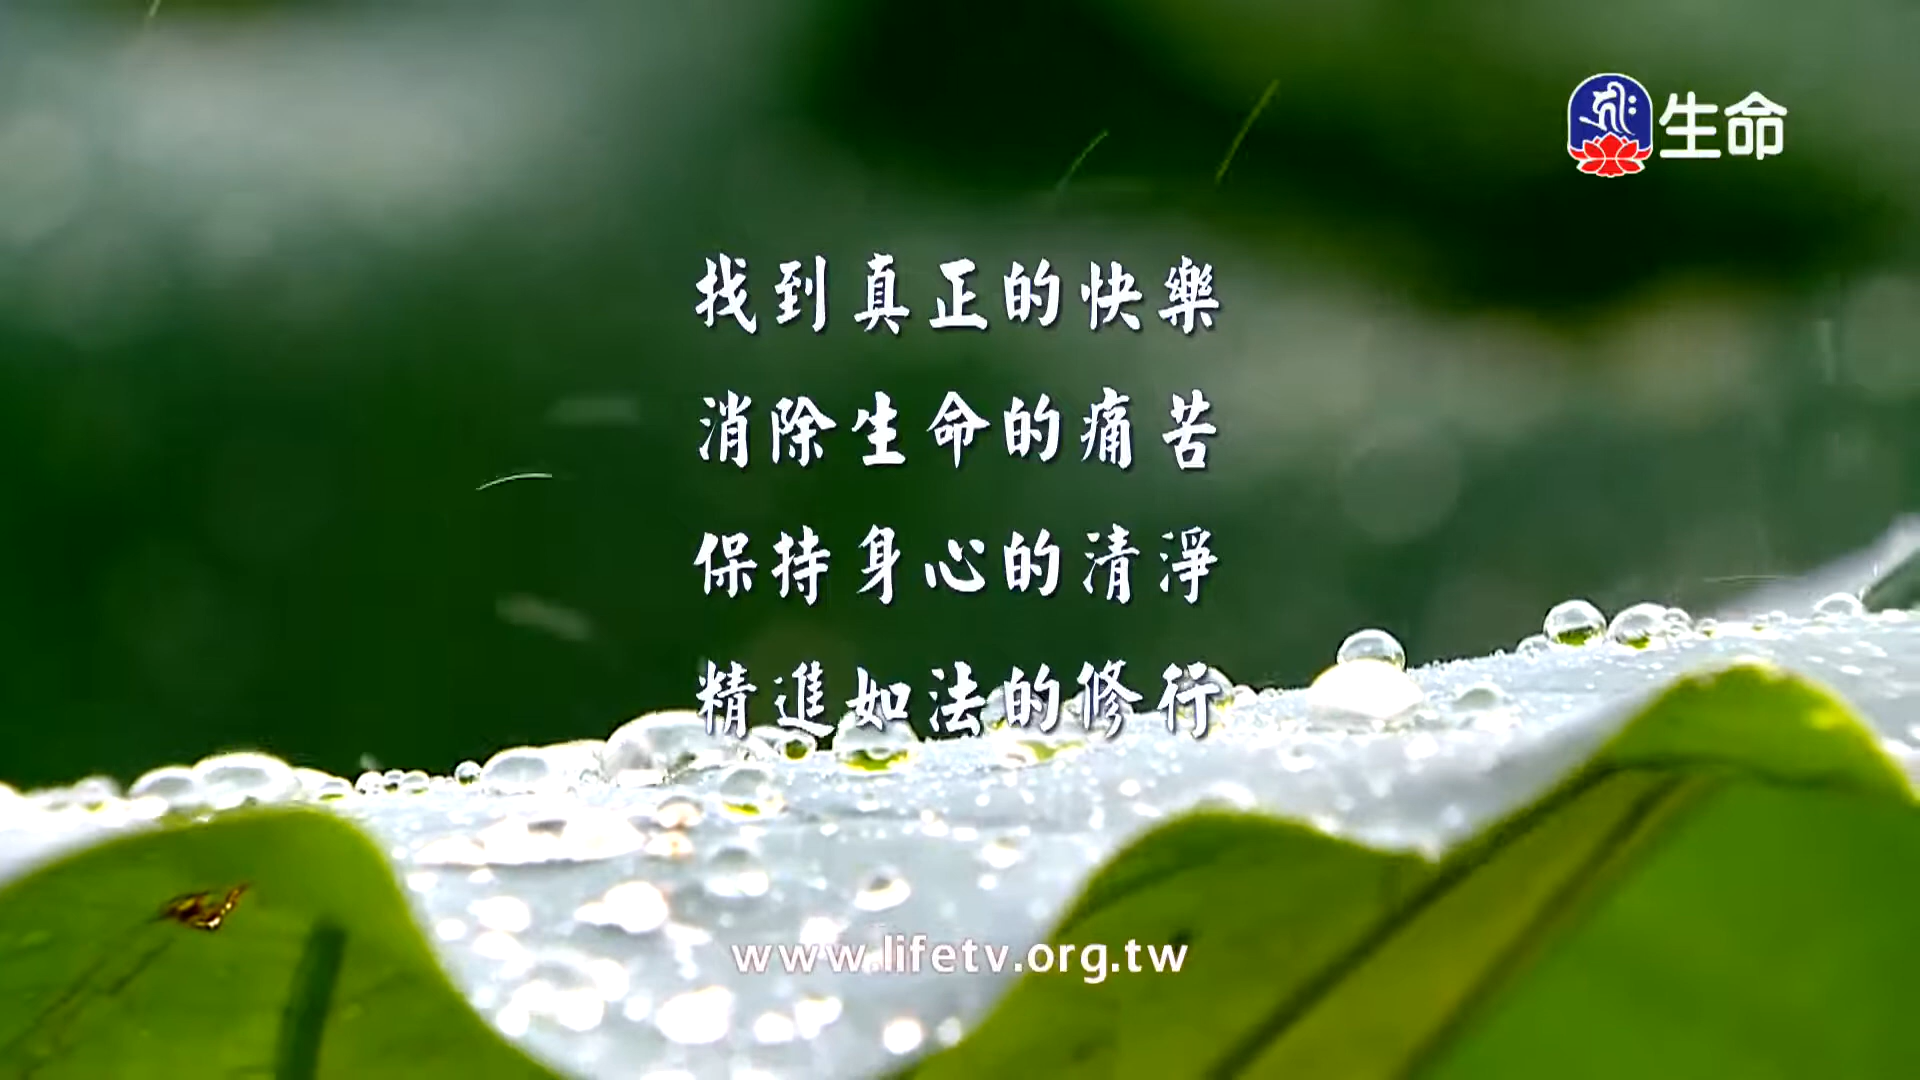 生命
找到真正的快樂
消除生命的痛苦
保持身心的清淨
精進如法的修行
www.lifetv.org.tw